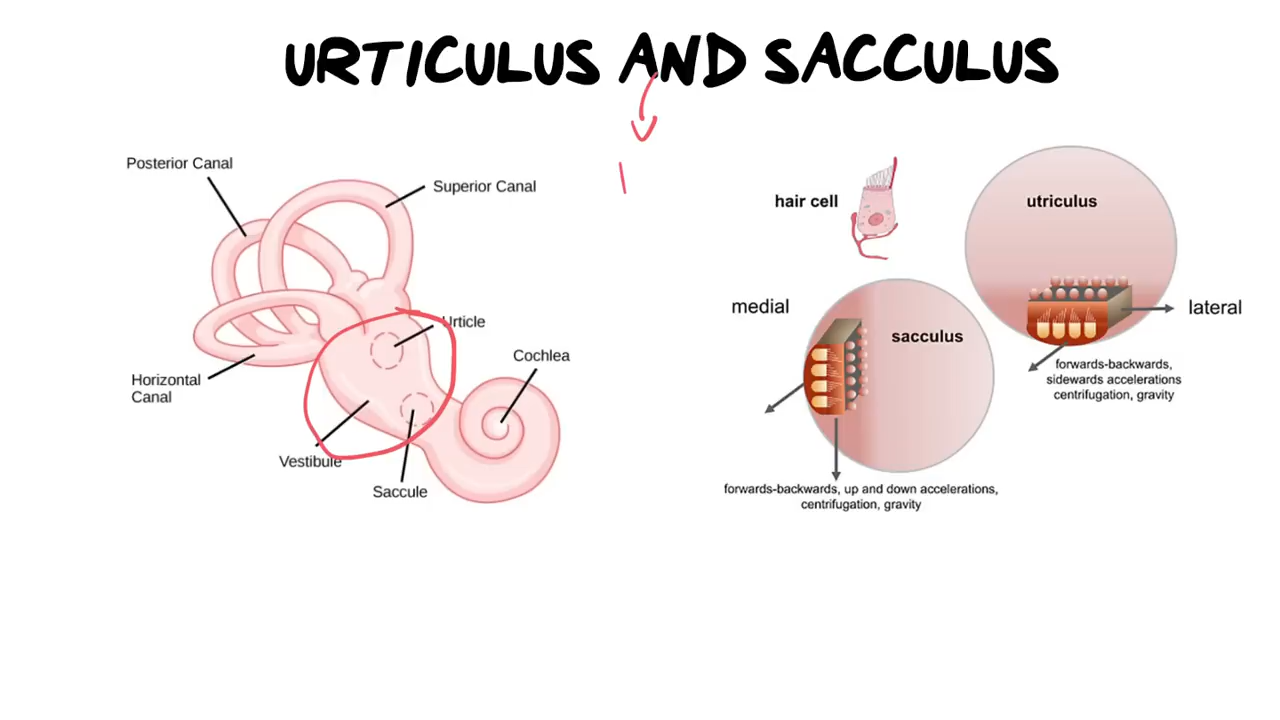 URTICULUS AND SACCULUS
Posterior Canal
Superior Canal
Urticle
Cochlea
Horizontal
Canal
Vestibule
Saccule
hair cell
utriculus
medial
sacculus
lateral
forwards-backwards,
sidewards accelerations
centrifugation, gravity
forwards-backwards, up and down accelerations,
centrifugation, gravity